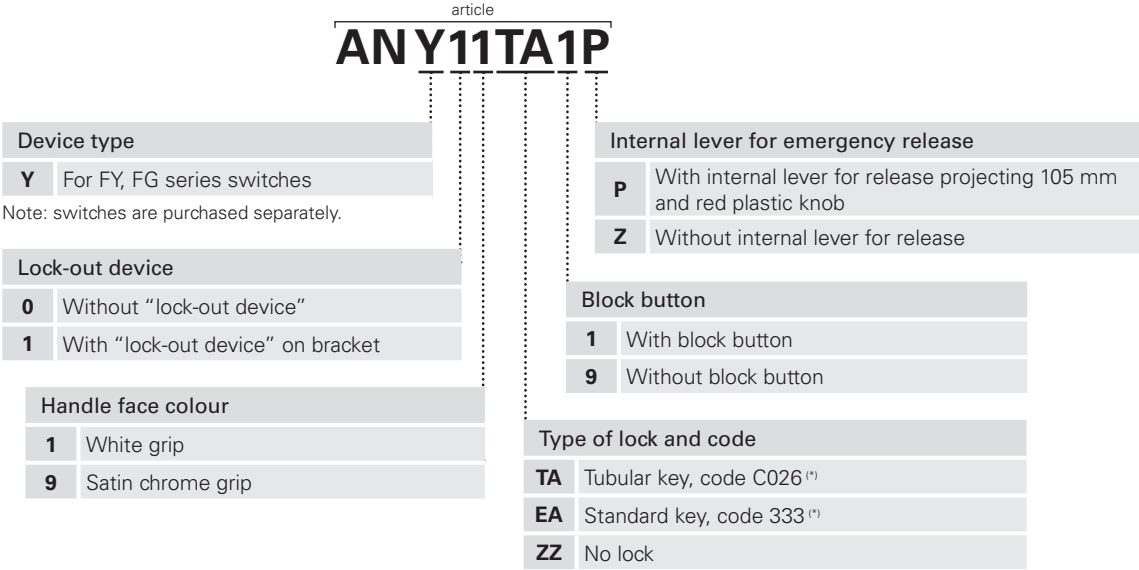 article
AN Y11TA1P
Device type
Y For FY, FG series switches
Note: switches are purchased separately.
Lock-out device
0 Without “lock-out device”
1 With “lock-out device” on bracket
Handle face colour
1 White grip
9 Satin chrome grip
Internal lever for emergency release
P With internal lever for release projecting 105 mm
and red plastic knob
Z Without internal lever for release
Block button
1 With block button
9 Without block button
Type of lock and code
TA Tubular key, code C026 (*)
EA Standard key, code 333 (*)
ZZ No lock